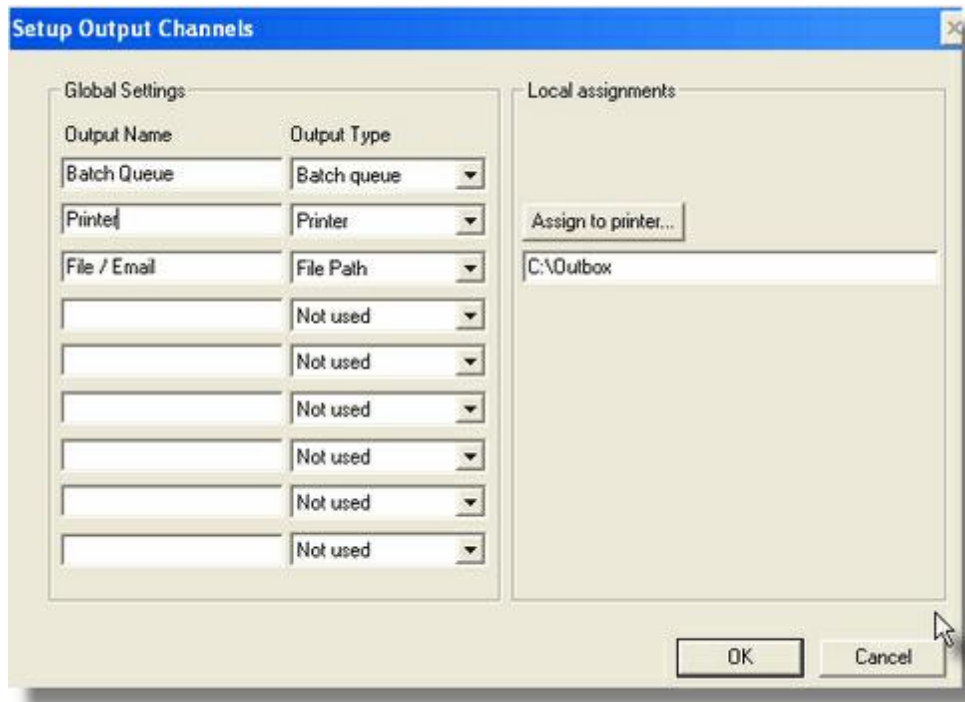 Setup Output Channels
Global Settings
Local assignments
Output Name Output Type
Batch Queue Batch queue
Printer Printer Assign to printer...
File / Email File Path C:\Outbox
Not used
Not used
Not used
Not used
Not used
Not used
OK Cancel